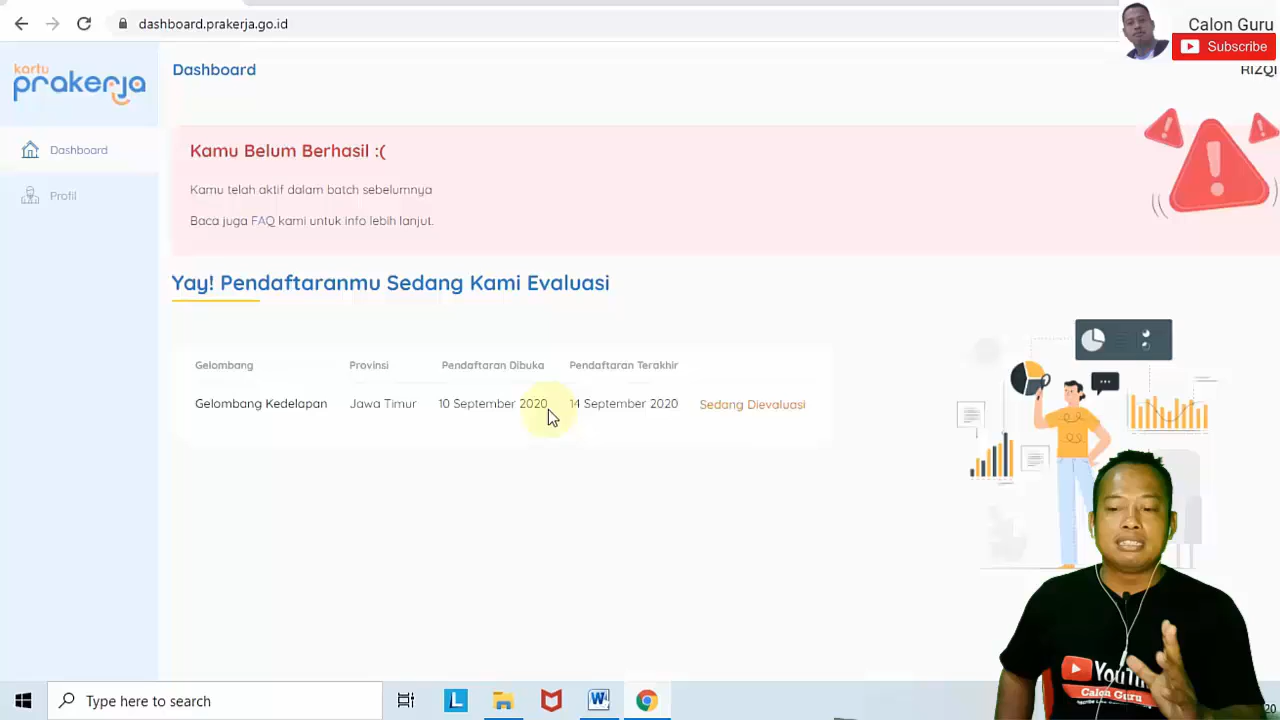 dashboard.prakerja.go.id
Calon Guru
Subscribe
kartu
prakerja
Dashboard
RIZQI
Dashboard
Profil
Kamu Belum Berhasil :(
Kamu telah aktif dalam batch sebelumnya
Baca juga FAQ kami untuk info lebih lanjut.
Yay! Pendaftaranmu Sedang Kami Evaluasi
Gelombang Provinsi Pendaftaran Dibuka Pendaftaran Terakhir
Gelombang Kedelapan Jawa Timur 10 September 2020 14 September 2020 Sedang Dievaluasi
Calon Guru
Type here to search